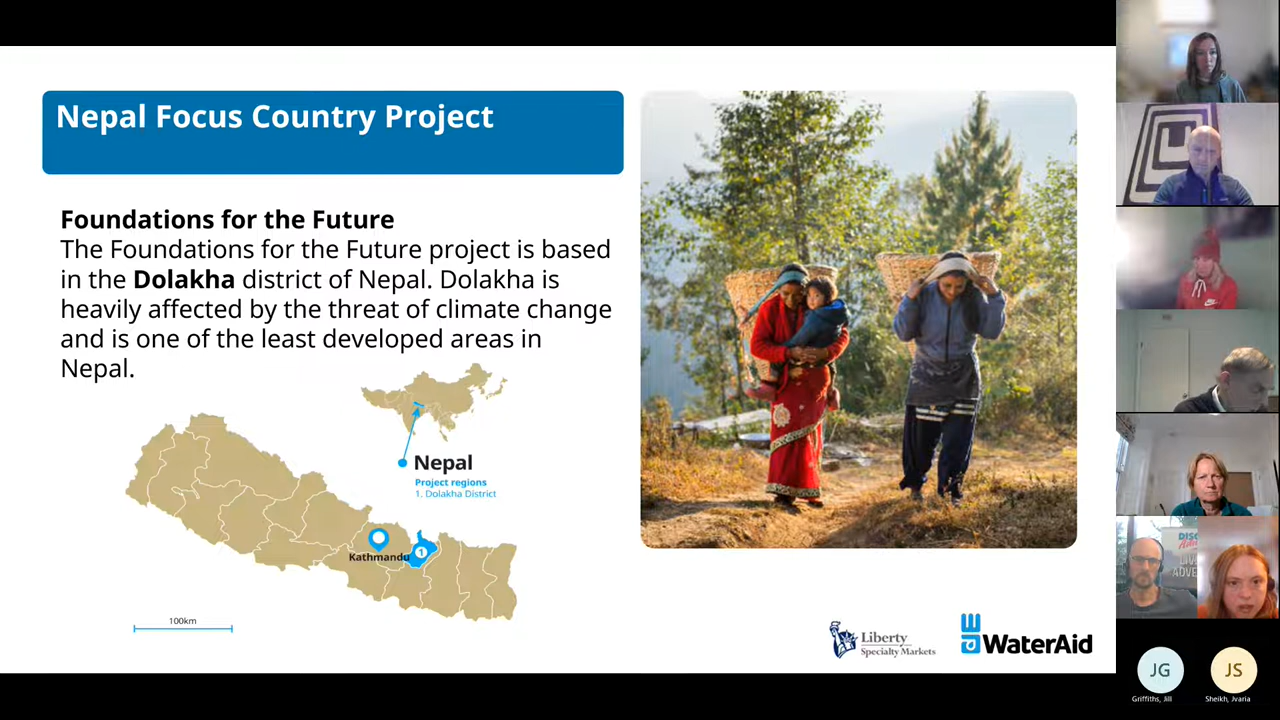 Nepal Focus Country Project
Foundations for the Future
The Foundations for the Future project is based
in the Dolakha district of Nepal. Dolakha is
heavily affected by the threat of climate change
and is one of the least developed areas in
Nepal.
Nepal
Project regions
1. Dolakha District
Kathmandu
1
100km
Liberty
Specialty Markets
WaterAid
JG
Griffiths, Jill
JS
Sheikh, Jvaria